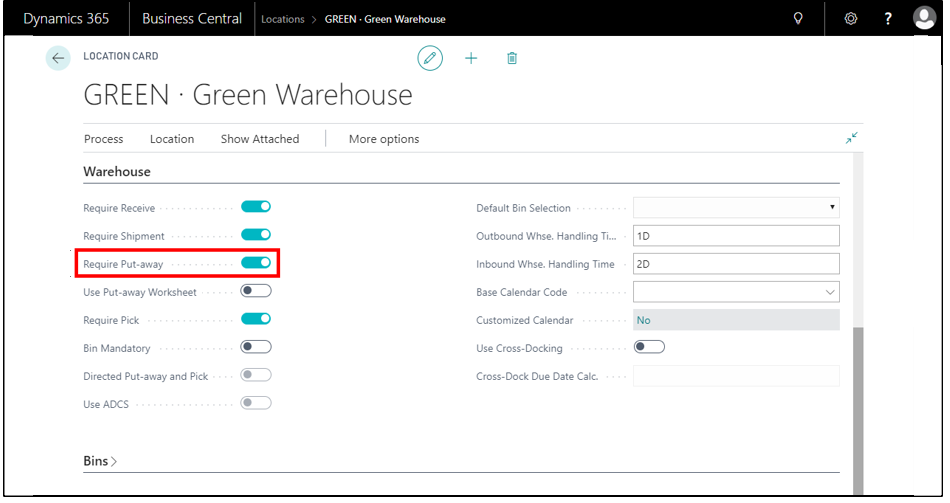 Dynamics 365 Business Central Locations > GREEN · Green Warehouse ?
LOCATION CARD
GREEN · Green Warehouse
Process Location Show Attached More options
Warehouse
Require Receive Default Bin Selection
Require Shipment Outbound Whse. Handling Ti... 1D
Require Put-away Inbound Whse. Handling Time 2D
Use Put-away Worksheet Base Calendar Code
Require Pick Customized Calendar No
Bin Mandatory Use Cross-Docking
Directed Put-away and Pick Cross-Dock Due Date Calc.
Use ADCS
Bins >